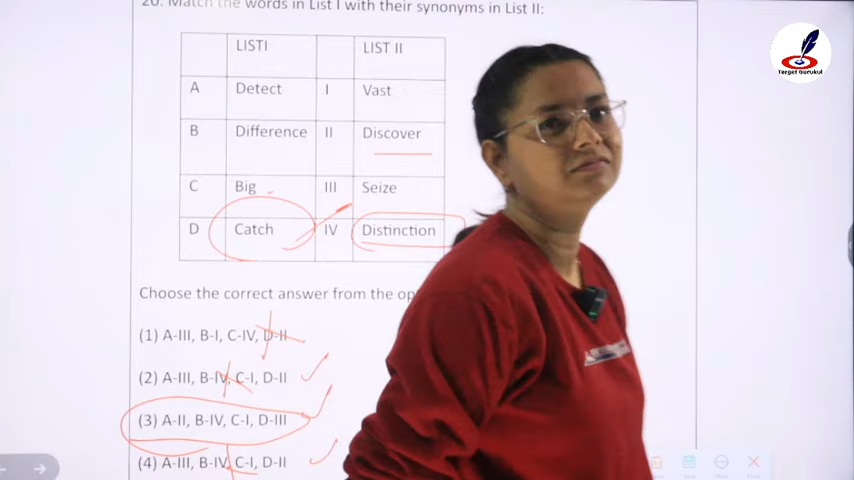 20. Match the words in List I with their synonyms in List II:
LISTI LIST II
A Detect I Vast
B Difference II Discover
C Big III Seize
D Catch IV Distinction
Choose the correct answer from the op
(1) A-III, B-I, C-IV, D-II
(2) A-III, B-IV, C-I, D-II
(3) A-II, B-IV, C-I, D-III
(4) A-III, B-IV, C-I, D-II
Target Gurukul